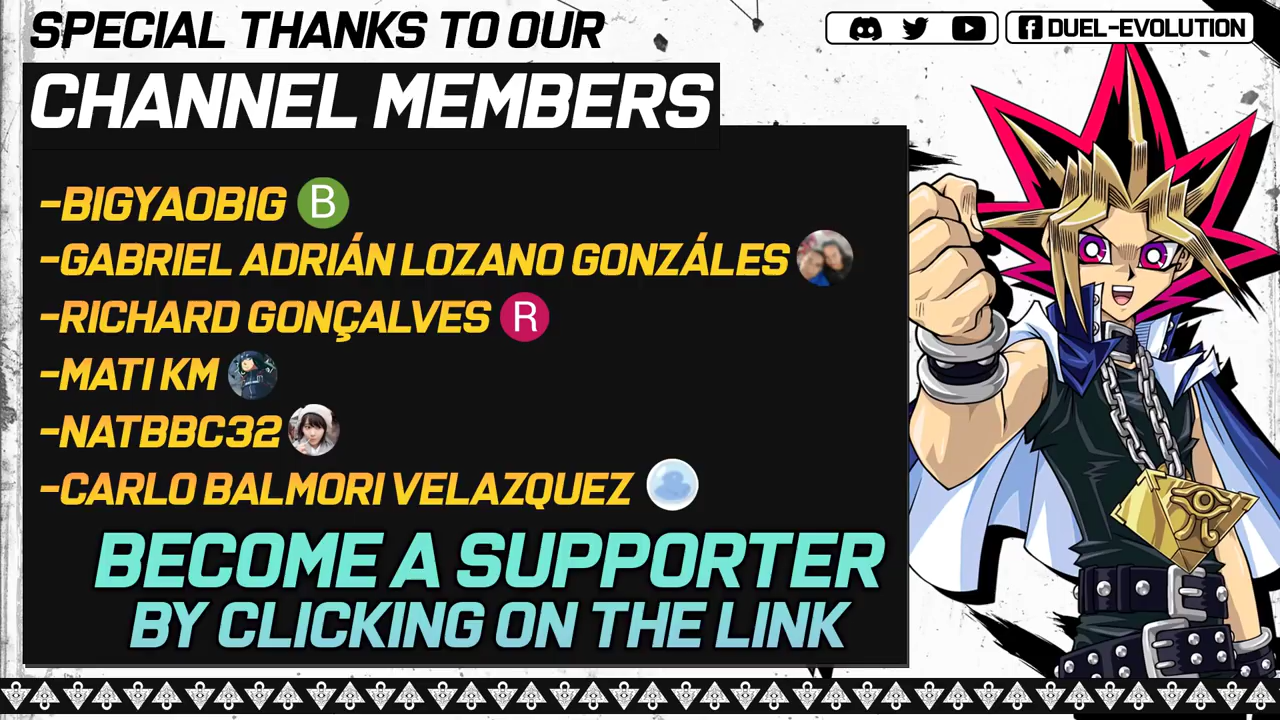 SPECIAL THANKS TO OUR
DUEL-EVOLUTION
CHANNEL MEMBERS
-BIGYAOBIG B
-GABRIEL ADRIÁN LOZANO GONZÁLES
-RICHARD GONÇALVES R
-MATI KM
-NATBBC32
-CARLO BALMORI VELAZQUEZ
BECOME A SUPPORTER
BY CLICKING ON THE LINK